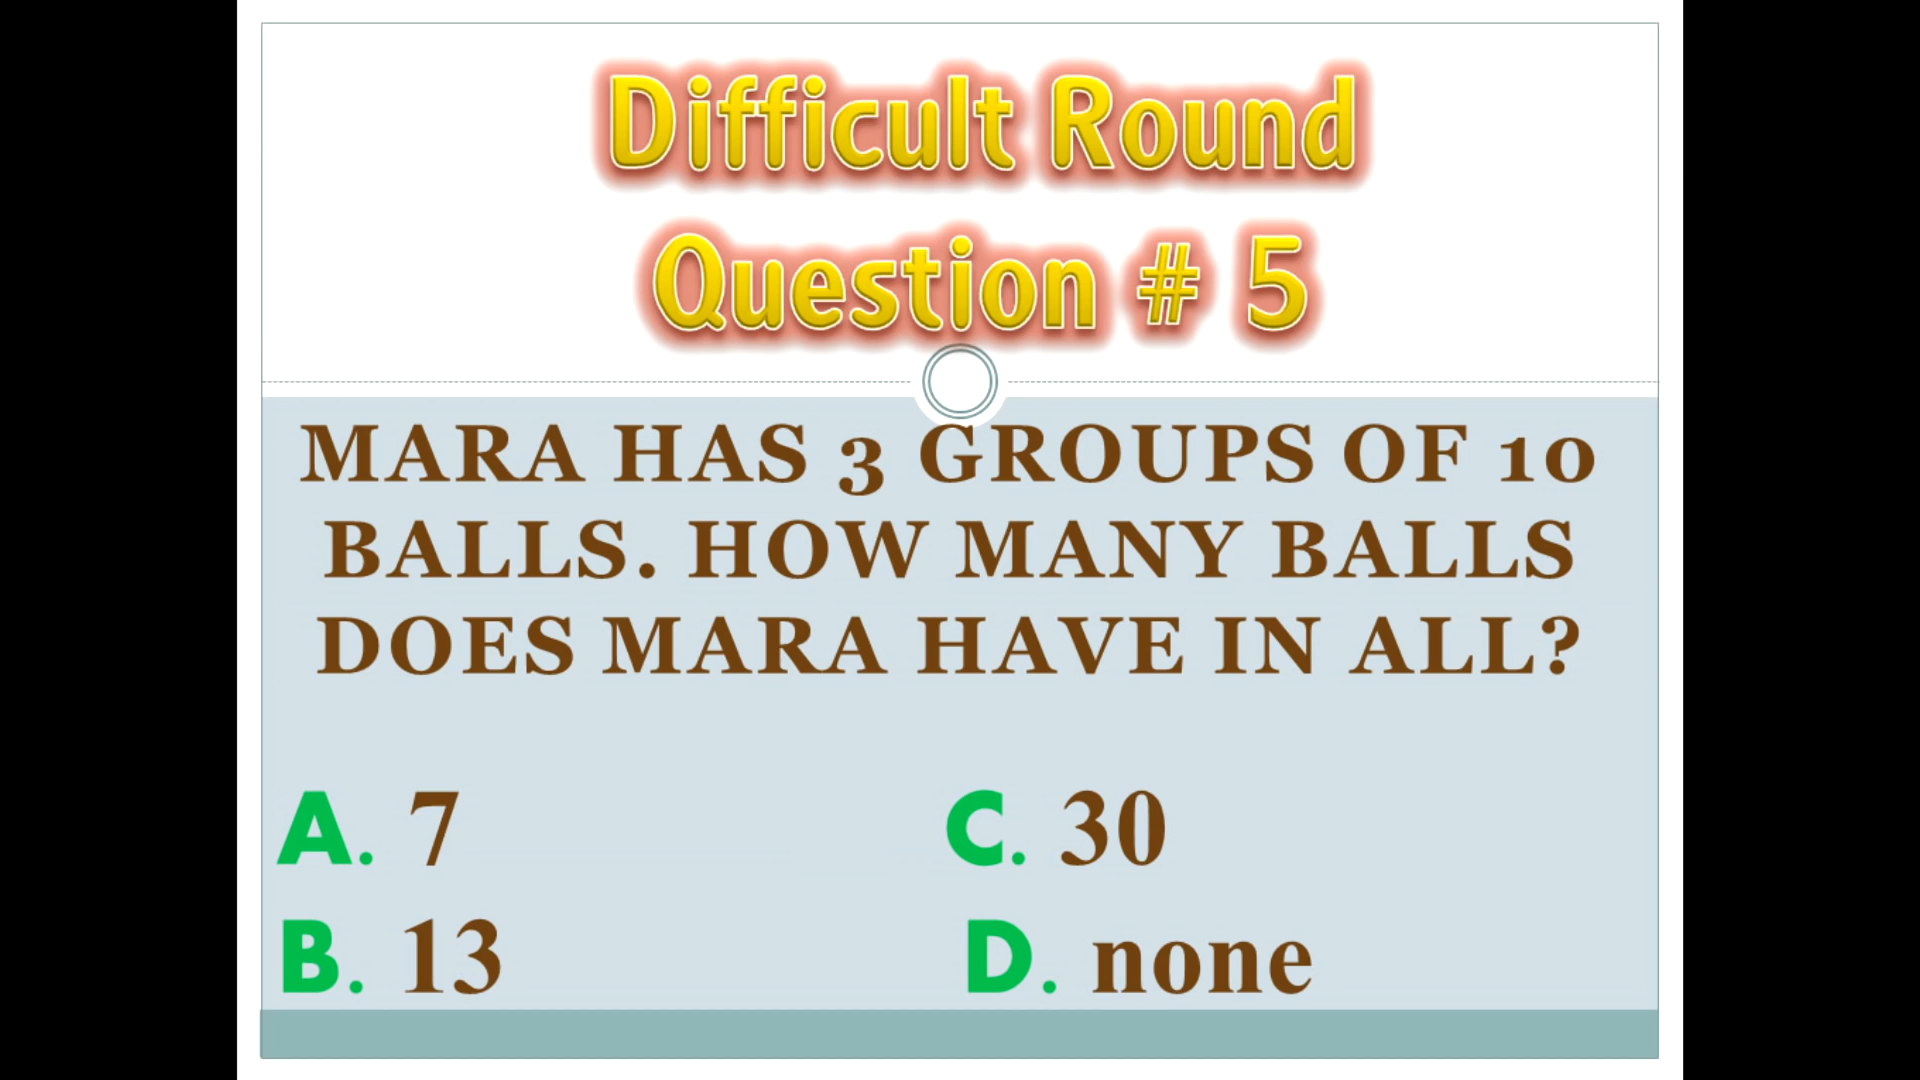 Difficult Round
Question # 5
MARA HAS 3 GROUPS OF 10
BALLS. HOW MANY BALLS
DOES MARA HAVE IN ALL?
A. 7
C. 30
B. 13
D. none